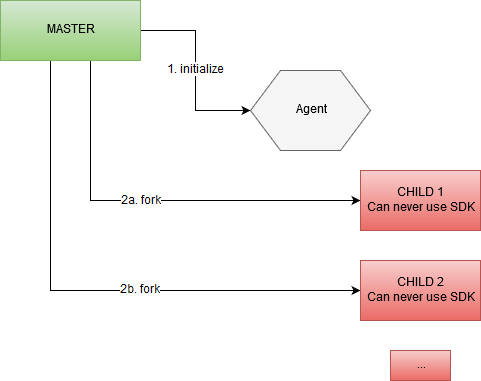 MASTER
1. initialize
Agent
2a. fork
CHILD 1
Can never use SDK
2b. fork
CHILD 2
Can never use SDK
...